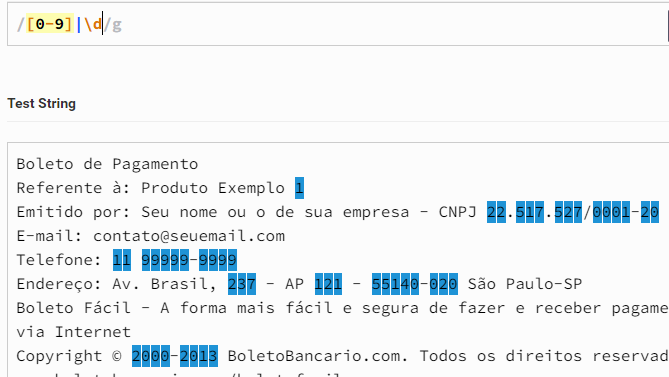 /[0-9]|\d/g
Test String
Boleto de Pagamento
Referente à: Produto Exemplo 1
Emitido por: Seu nome ou o de sua empresa - CNPJ 22.517.527/0001-20
E-mail: contato@seuemail.com
Telefone: 11 99999-9999
Endereço: Av. Brasil, 237 - AP 121 - 55140-020 São Paulo-SP
Boleto Fácil - A forma mais fácil e segura de fazer e receber pagame
via Internet
Copyright © 2000-2013 BoletoBancario.com. Todos os direitos reservad